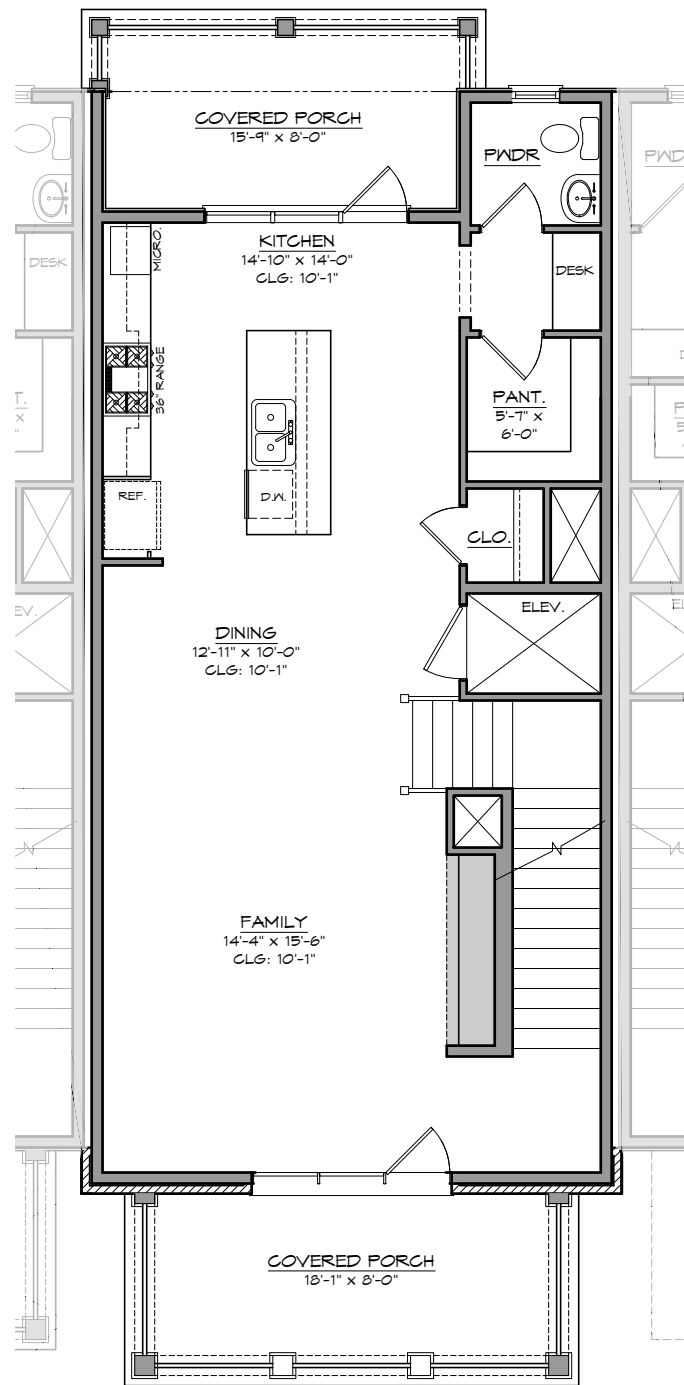 COVERED PORCH
15'-9" x 8'-0"
PWDR
PWD
KITCHEN
14'-10" x 14'-0"
CLG: 10'-1"
MICRO.
DESK
DESK
36" RANGE
PANT.
5'-7" x
6'-0"
REF.
D.W.
CLO.
ELEV.
DINING
12'-11" x 10'-0"
CLG: 10'-1"
N
N
N
FAMILY
14'-4" x 15'-6"
CLG: 10'-1"
COVERED PORCH
18'-1" x 8'-0"